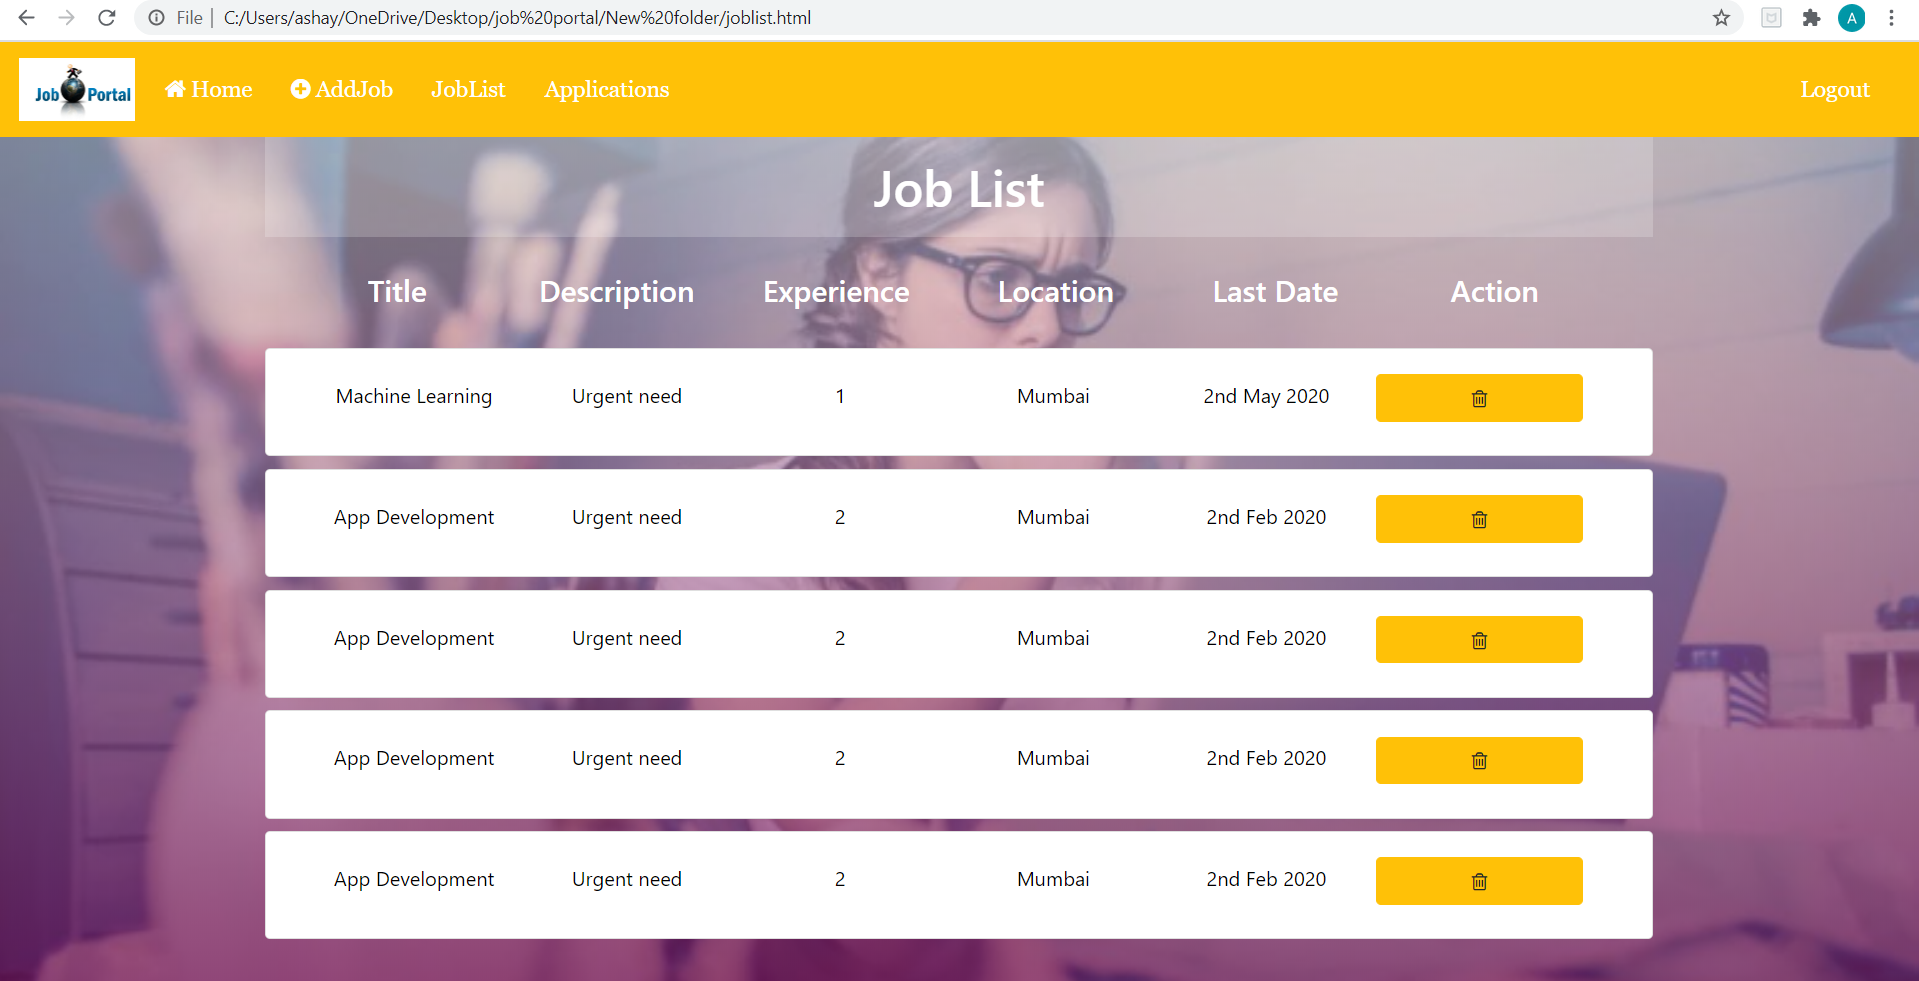 File | C:/Users/ashay/OneDrive/Desktop/job%20portal/New%20folder/joblist.html
A
Job Portal Home AddJob JobList Applications Logout
Job List
Title Description Experience Location Last Date Action
Machine Learning Urgent need 1 Mumbai 2nd May 2020
App Development Urgent need 2 Mumbai 2nd Feb 2020
App Development Urgent need 2 Mumbai 2nd Feb 2020
App Development Urgent need 2 Mumbai 2nd Feb 2020
App Development Urgent need 2 Mumbai 2nd Feb 2020